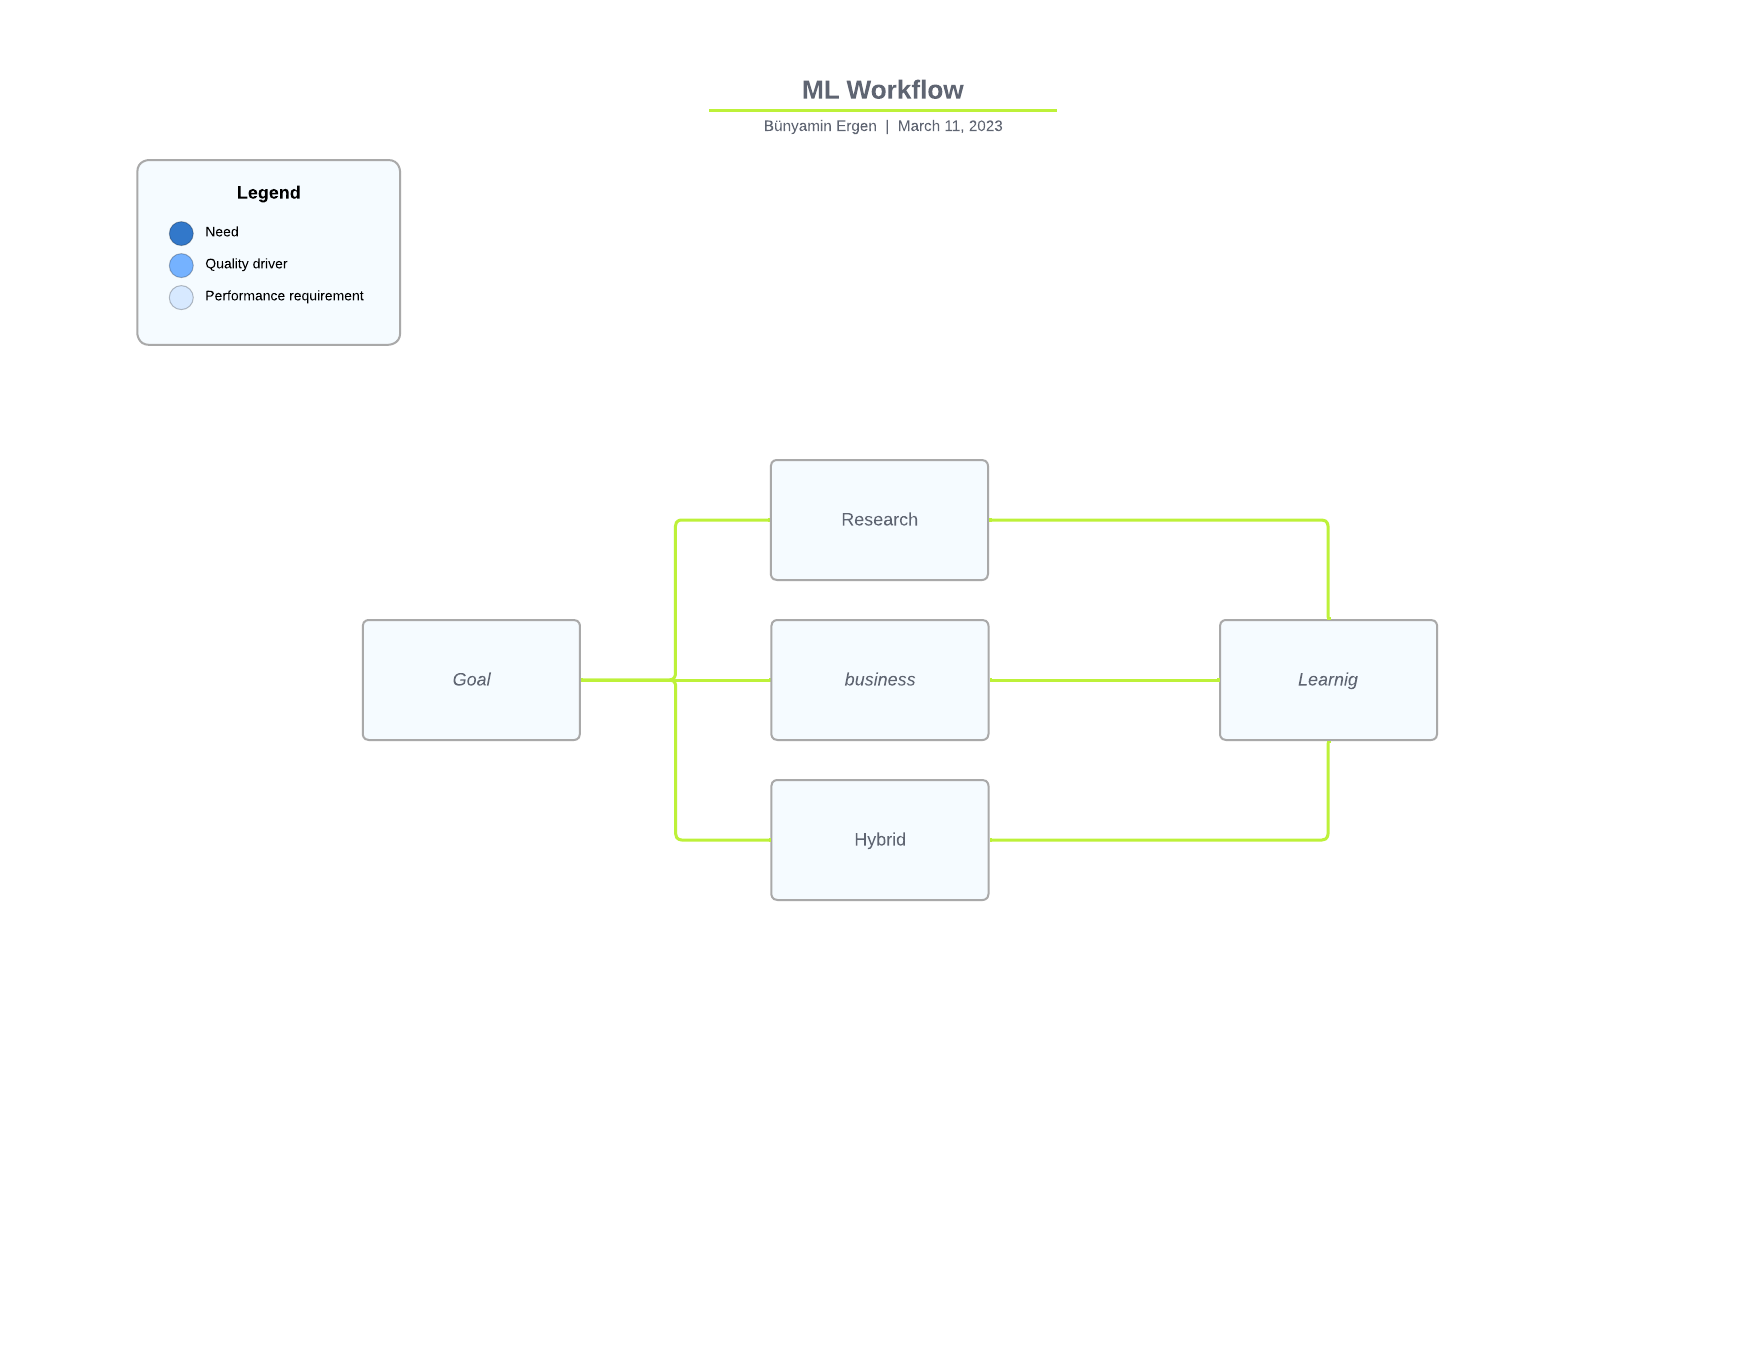 ML Workflow
Bünyamin Ergen | March 11, 2023
Legend
Need
Quality driver
Performance requirement
Research
Goal
business
Learnig
Hybrid